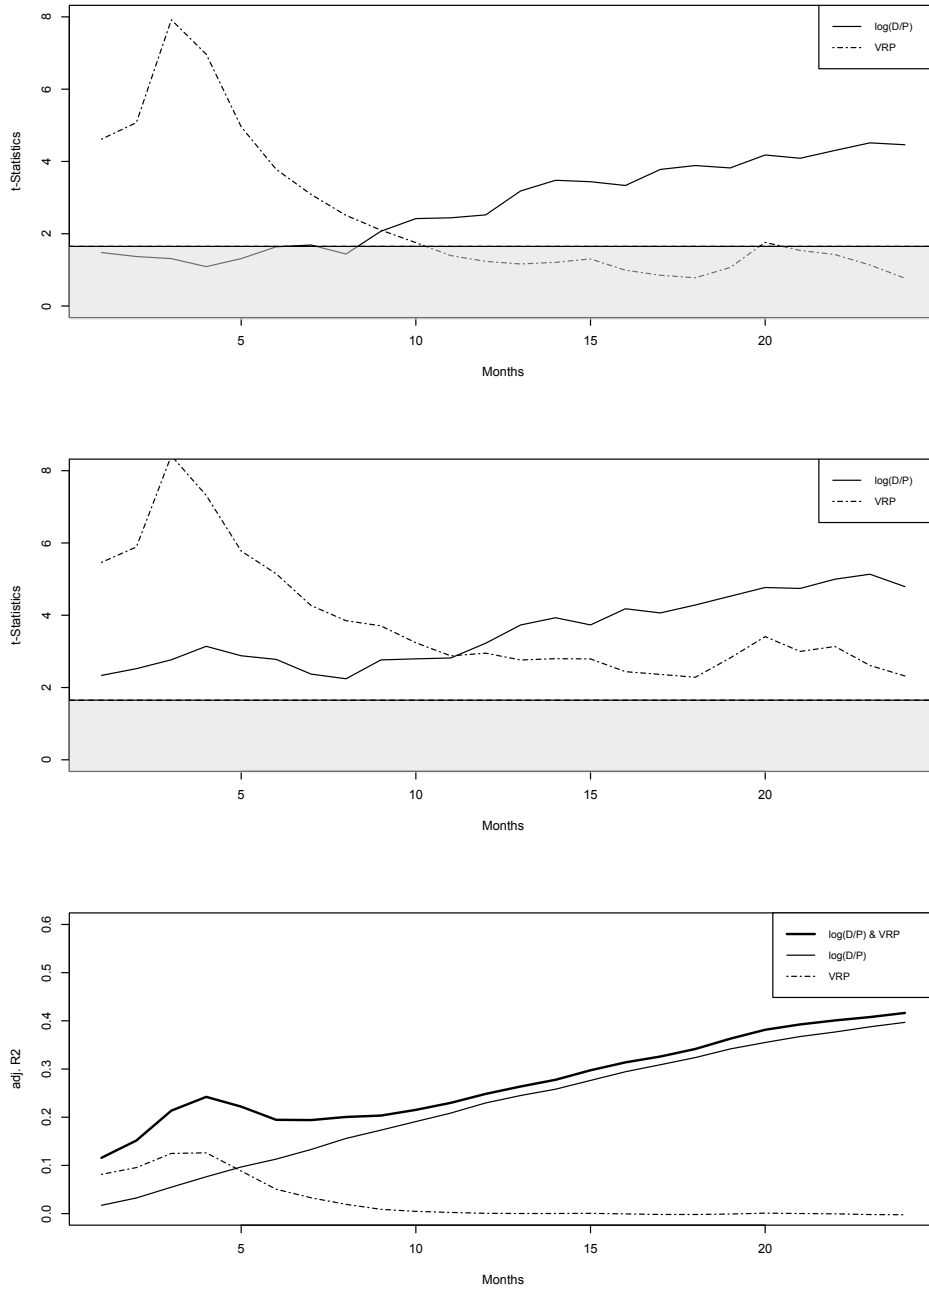 log(D/P)
VRP
t-Statistics
0
2
4
6
8
5
10
15
20
Months
log(D/P)
VRP
t-Statistics
0
2
4
6
8
5
10
15
20
Months
log(D/P) & VRP
log(D/P)
VRP
adj. R2
0.0
0.1
0.2
0.3
0.4
0.5
0.6
5
10
15
20
Months